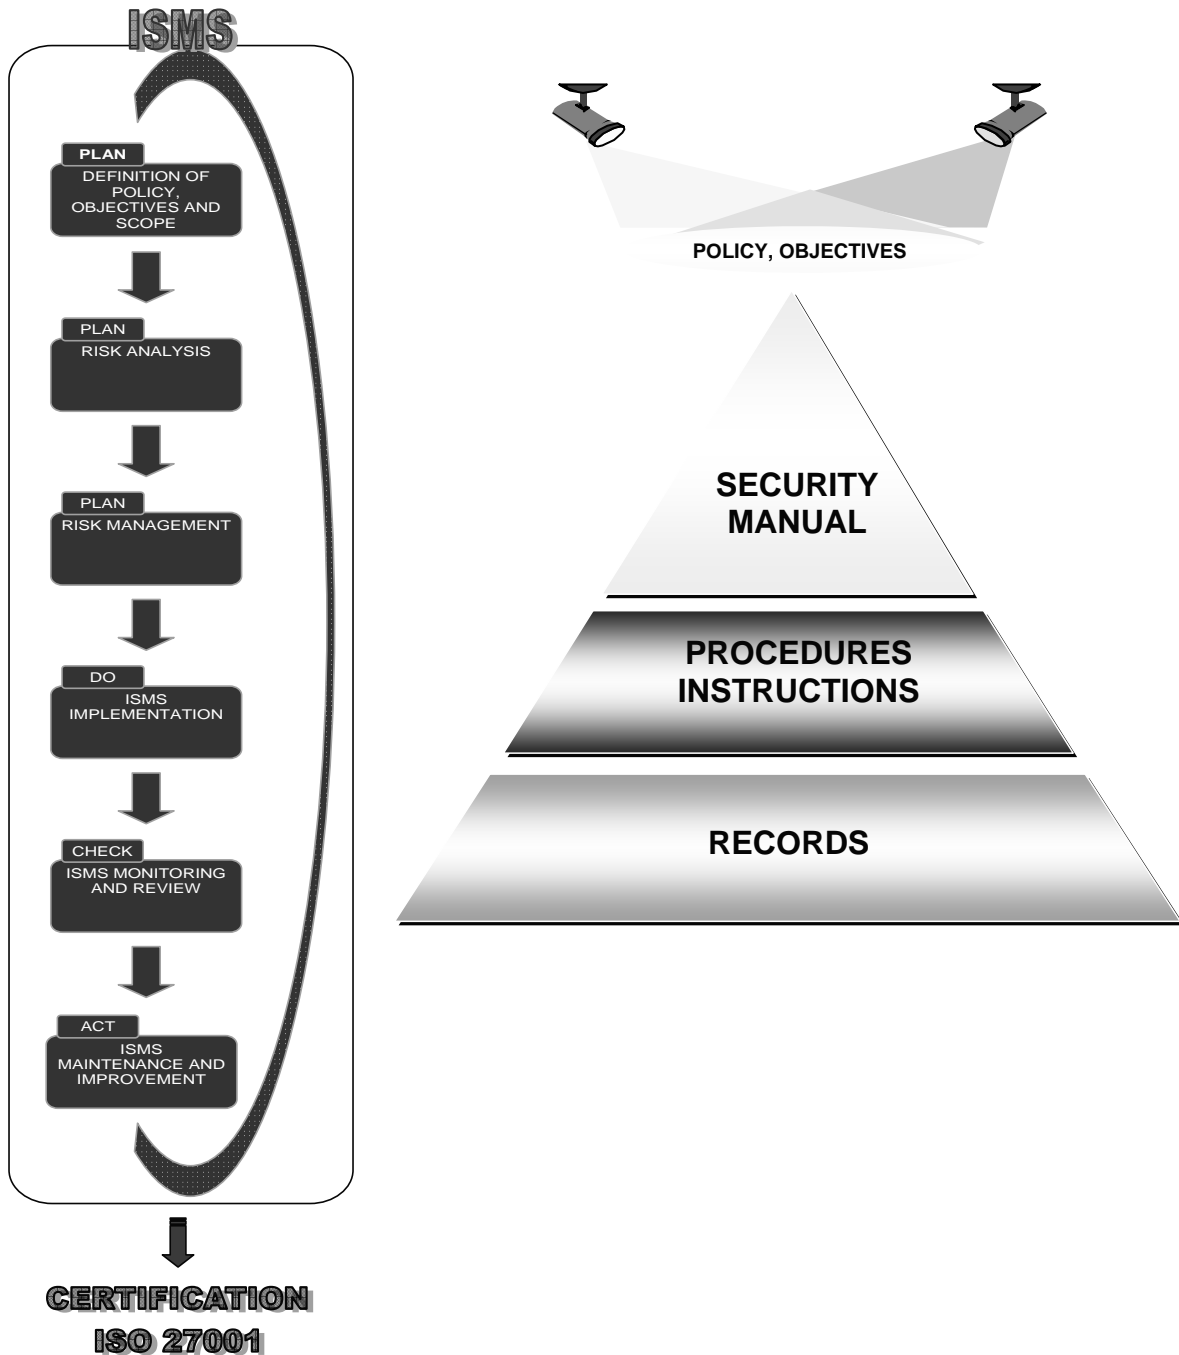 ISMS
PLAN
DEFINITION OF
POLICY,
OBJECTIVES AND
SCOPE
PLAN
RISK ANALYSIS
PLAN
RISK MANAGEMENT
DO
ISMS
IMPLEMENTATION
CHECK
ISMS MONITORING
AND REVIEW
ACT
ISMS
MAINTENANCE AND
IMPROVEMENT
CERTIFICATION
ISO 27001
POLICY, OBJECTIVES
SECURITY
MANUAL
PROCEDURES
INSTRUCTIONS
RECORDS